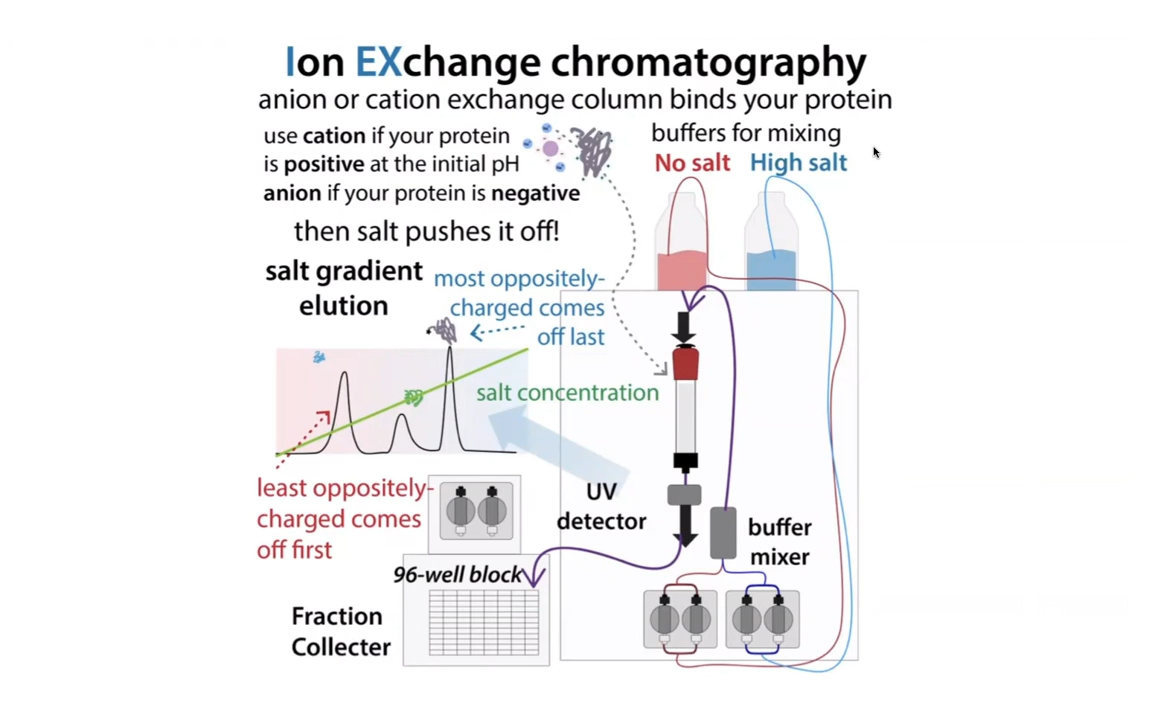 Ion EXchange chromatography
anion or cation exchange column binds your protein
use cation if your protein
is positive at the initial pH
anion if your protein is negative
then salt pushes it off!
buffers for mixing
No salt High salt
salt gradient
elution
most oppositely-
charged comes
off last
salt concentration
least oppositely-
charged comes
off first
UV
detector
buffer
mixer
96-well block
Fraction
Collecter